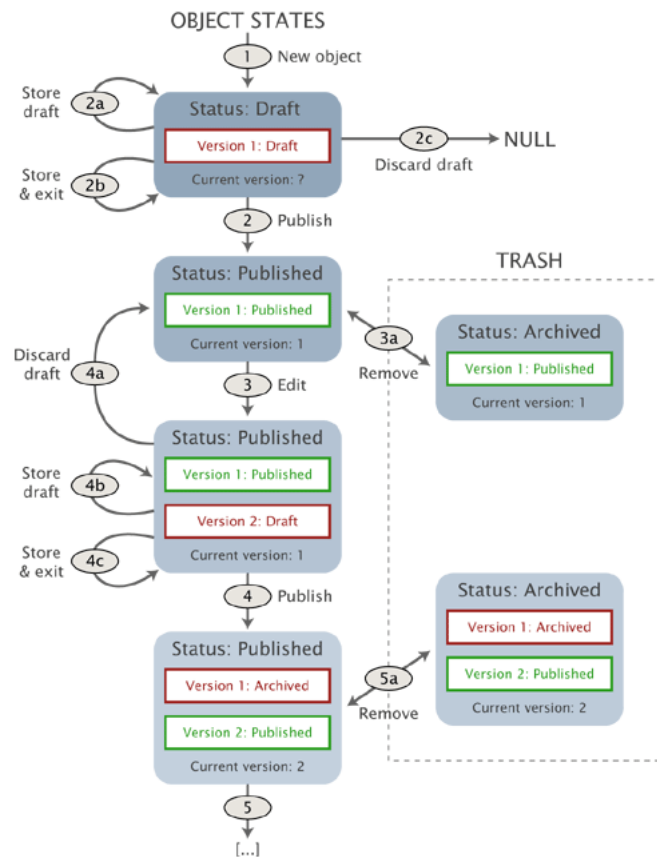 OBJECT STATES
1 New object
Store
draft
2a
Status: Draft
Version 1: Draft
Current version: ?
2c
Discard draft
NULL
Store
& exit
2b
2 Publish
Status: Published
Version 1: Published
Current version: 1
TRASH
3a
Remove
Status: Archived
Version 1: Published
Current version: 1
Discard
draft
4a
3 Edit
Status: Published
Version 1: Published
Version 2: Draft
Current version: 1
Store
draft
4b
Store
& exit
4c
4 Publish
Status: Published
Version 1: Archived
Version 2: Published
Current version: 2
5a
Remove
Status: Archived
Version 1: Archived
Version 2: Published
Current version: 2
5
[...]